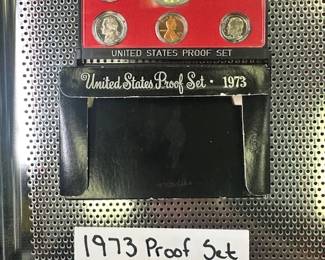 UNITED STATES PROOF SET
United States Proof Set · 1973
1973 Proof Set